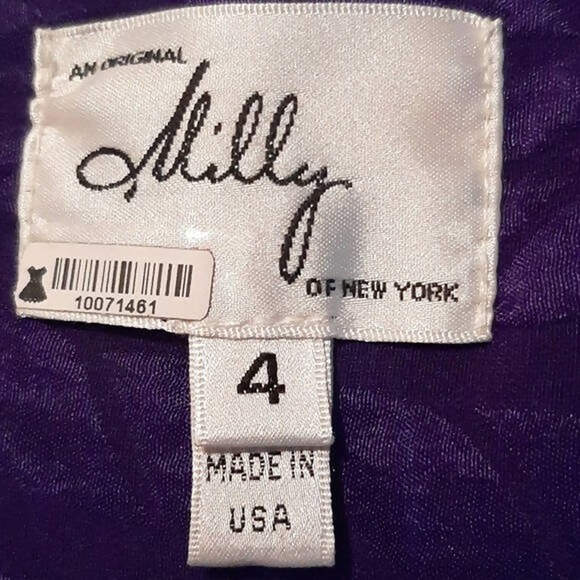 AN ORIGINAL
Milly
OF NEW YORK
10071461
4
MADE IN
USA